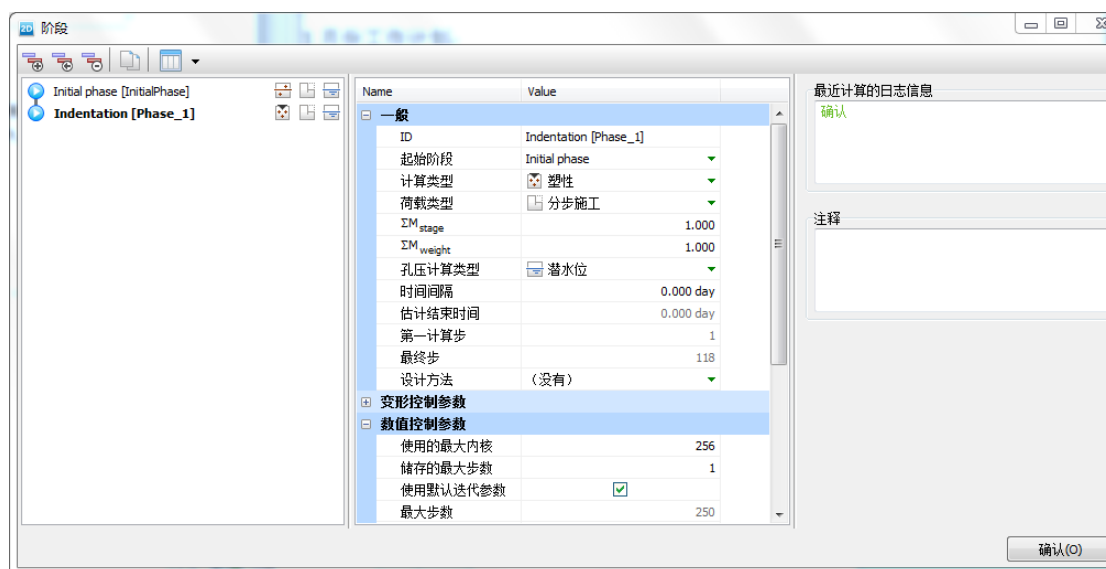 2D 阶段
Initial phase [InitialPhase]
Indentation [Phase_1]
Name Value
一般
ID Indentation [Phase_1]
起始阶段 Initial phase
计算类型 塑性
荷载类型 分步施工
ΣM stage 1.000
ΣM weight 1.000
孔压计算类型 潜水位
时间间隔 0.000 day
估计结束时间 0.000 day
第一计算步 1
最终步 118
设计方法 （没有）
变形控制参数
数值控制参数
使用的最大内核 256
储存的最大步数 1
使用默认迭代参数
最大步数 250
最近计算的日志信息
确认
注释
确认(O)